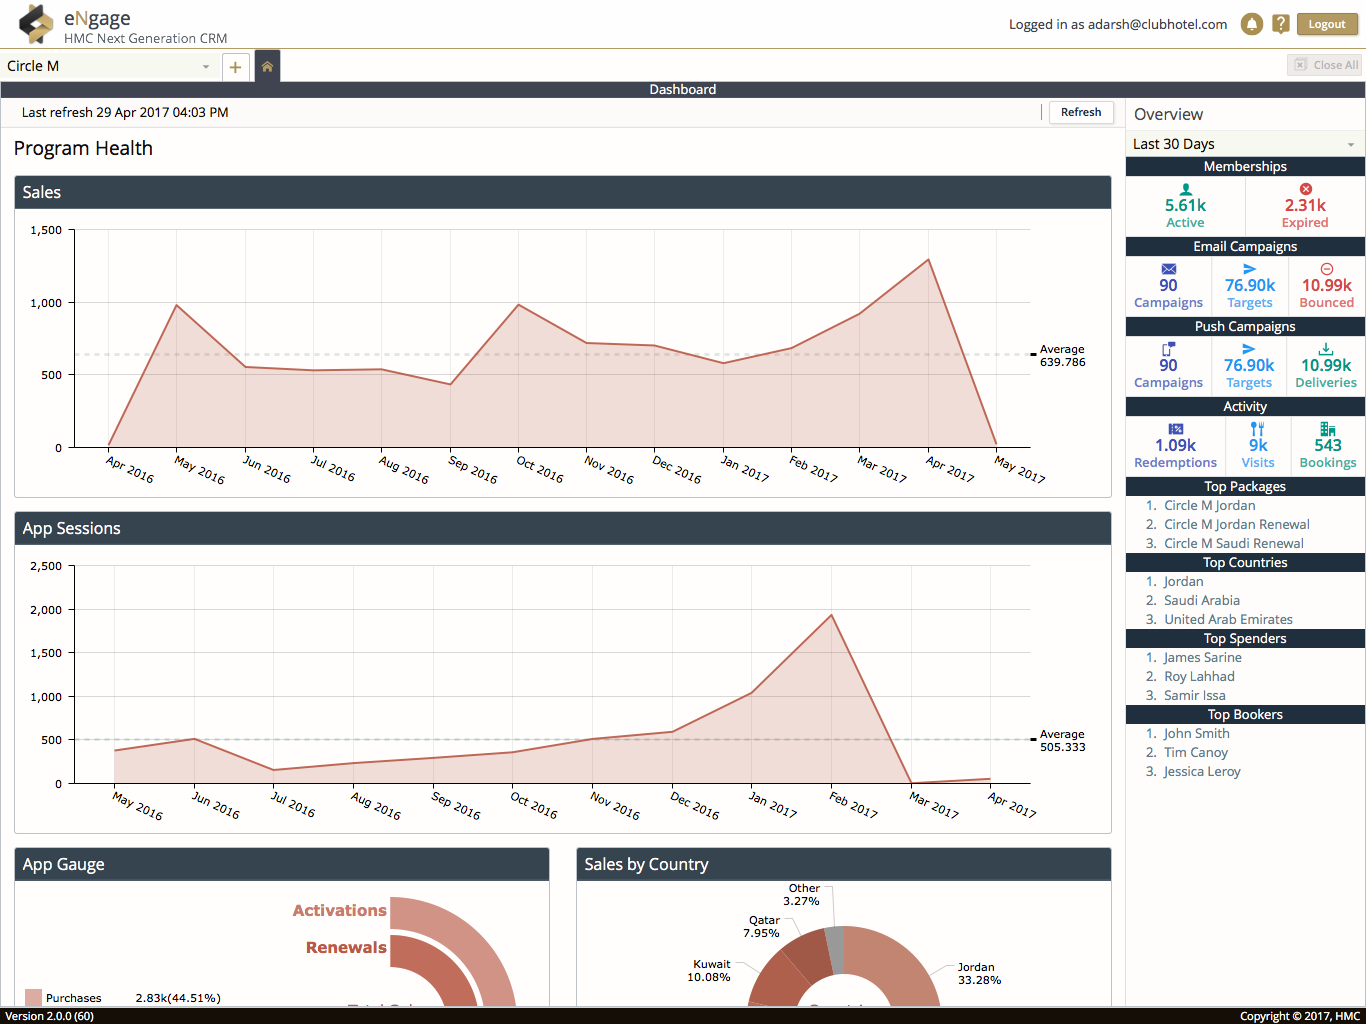 eNgage
HMC Next Generation CRM
Logged in as adarsh@clubhotel.com
?
Logout
Circle M
+
Close All
Dashboard
Last refresh 29 Apr 2017 04:03 PM
Refresh
Program Health
Sales
1,500
1,000
500
0
Average
639.786
Apr 2016
May 2016
Jun 2016
Jul 2016
Aug 2016
Sep 2016
Oct 2016
Nov 2016
Dec 2016
Jan 2017
Feb 2017
Mar 2017
Apr 2017
May 2017
App Sessions
2,500
2,000
1,500
1,000
500
0
Average
505.333
May 2016
Jun 2016
Jul 2016
Aug 2016
Sep 2016
Oct 2016
Nov 2016
Dec 2016
Jan 2017
Feb 2017
Mar 2017
Apr 2017
App Gauge
Activations
Renewals
Purchases 2.83k(44.51%)
Sales by Country
Other
3.27%
Qatar
7.95%
Kuwait
10.08%
Jordan
33.28%
Overview
Last 30 Days
Memberships
5.61k
Active
2.31k
Expired
Email Campaigns
90
Campaigns
76.90k
Targets
10.99k
Bounced
Push Campaigns
90
Campaigns
76.90k
Targets
10.99k
Deliveries
Activity
1.09k
Redemptions
9k
Visits
543
Bookings
Top Packages
1. Circle M Jordan
2. Circle M Jordan Renewal
3. Circle M Saudi Renewal
Top Countries
1. Jordan
2. Saudi Arabia
3. United Arab Emirates
Top Spenders
1. James Sarine
2. Roy Lahhad
3. Samir Issa
Top Bookers
1. John Smith
2. Tim Canoy
3. Jessica Leroy
Version 2.0.0 (60)
Copyright © 2017, HMC